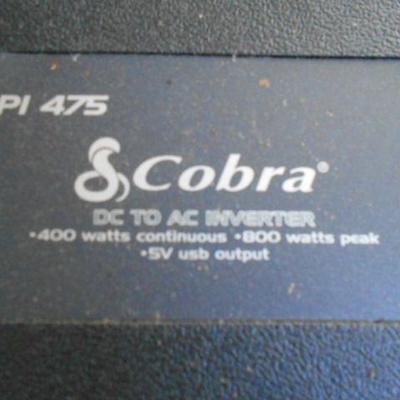 PI 475
Cobra®
DC TO AC INVERTER
•400 watts continuous •800 watts peak
•5V usb output